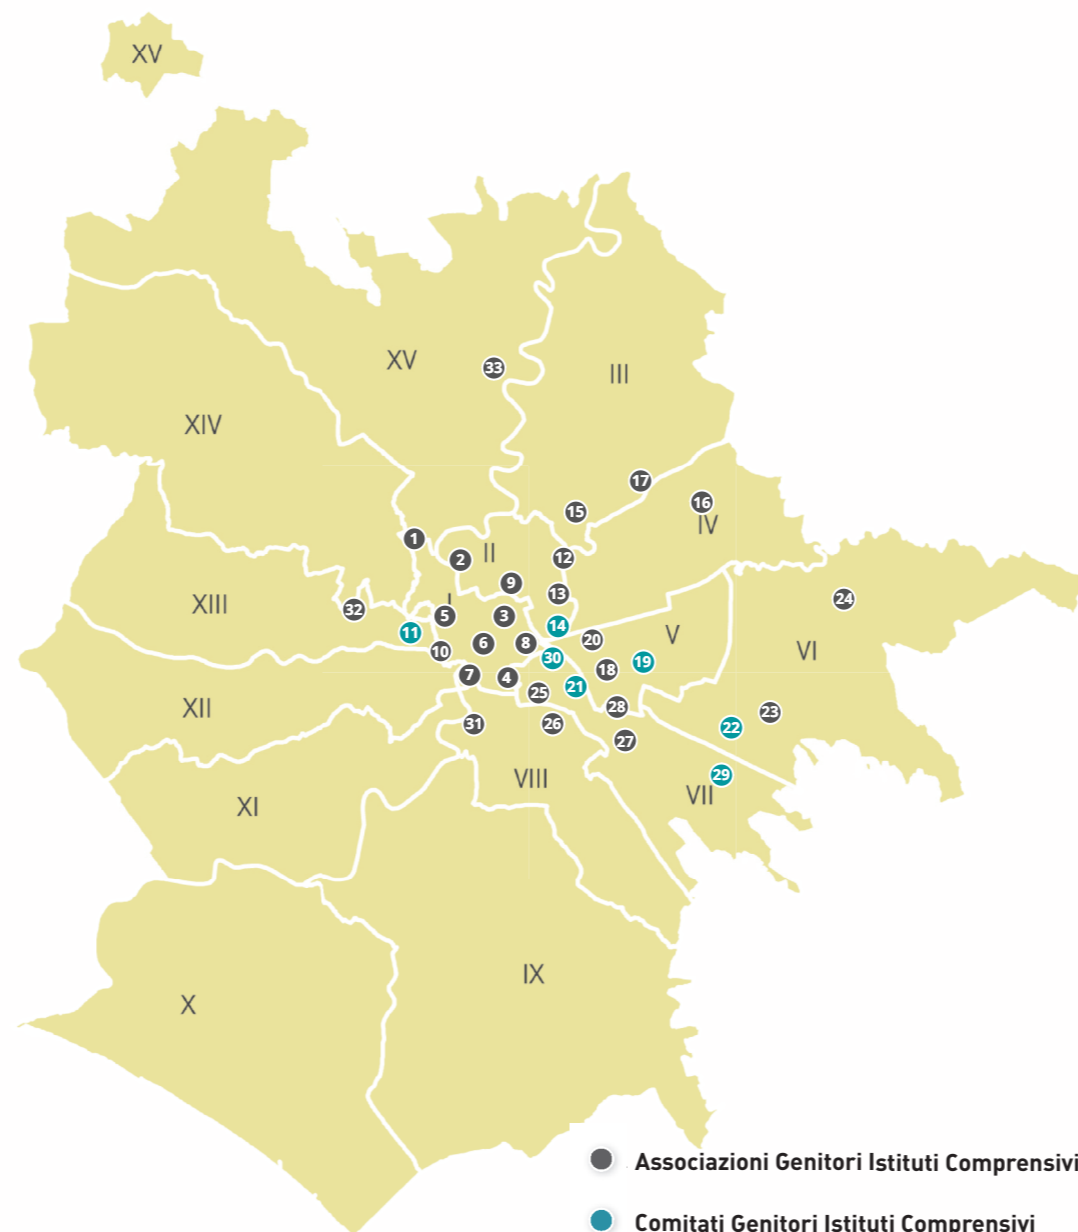 XV
XV
33
III
XIV
17
16
IV
15
1
2
II
12
9
13
24
XIII
32
I
5
3
11
14
V
20
6
8
10
VI
30
19
18
7
4
21
25
28
XII
23
31
26
22
27
29
VIII
VII
XI
IX
X
Associazioni Genitori Istituti Comprensivi
Comitati Genitori Istituti Comprensivi